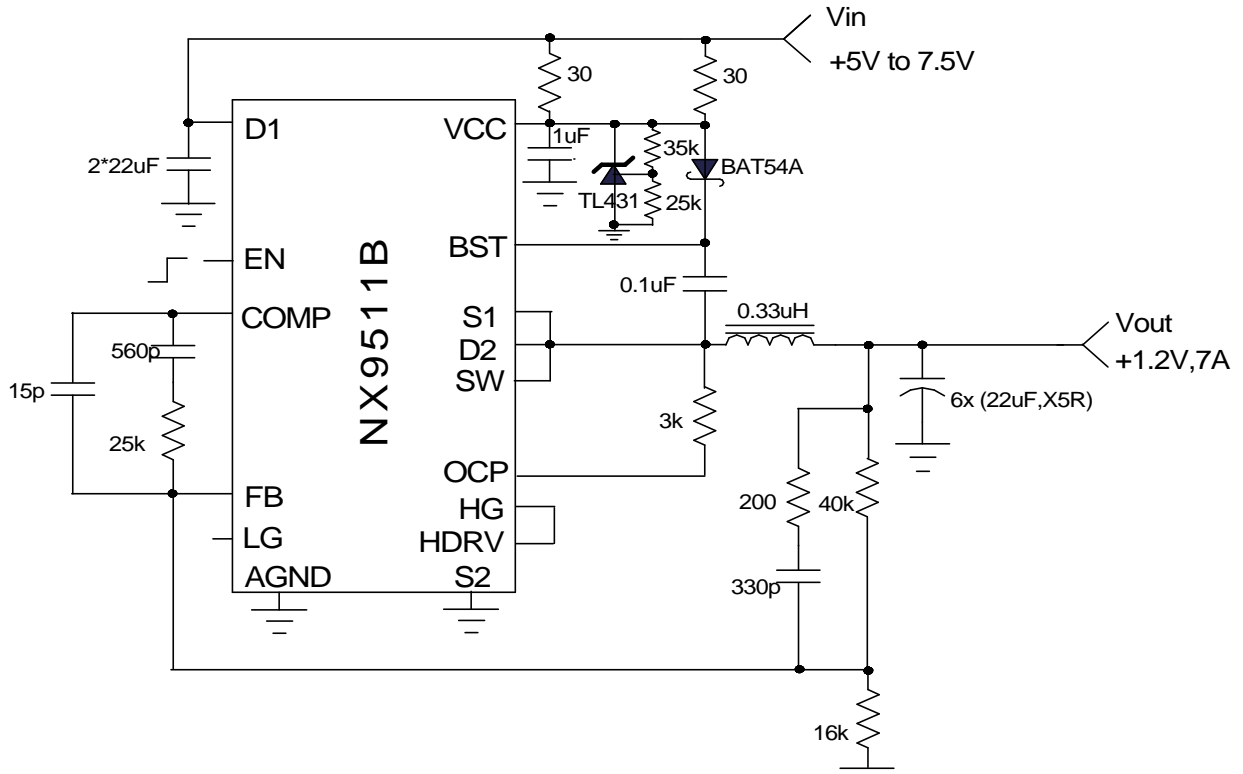 Vin
+5V to 7.5V
30
30
D1
VCC
1uF
35k
BAT54A
2*22uF
TL431
25k
BST
EN
0.1uF
COMP
S1
0.33uH
Vout
+1.2V,7A
560p
D2
15p
SW
6x (22uF,X5R)
25k
NX9511B
3k
OCP
FB
HG
200
40k
LG
HDRV
AGND
S2
330p
16k